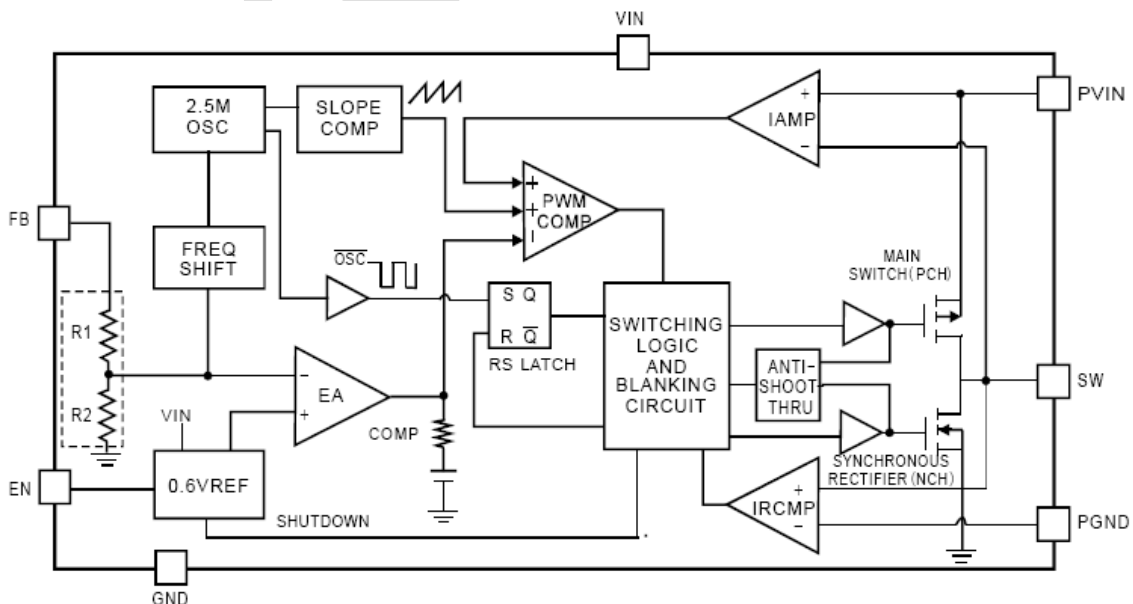 VIN
2.5M
OSC
SLOPE
COMP
IAMP
+
−
PVIN
FB
FREQ
SHIFT
+
+
−
PWM
COMP
OSC
MAIN
SWITCH(PCH)
R1
R2
S Q
R Q
RS LATCH
SWITCHING
LOGIC
AND
BLANKING
CIRCUIT
ANTI-
SHOOT-
THRU
SW
−
+
EA
VIN
COMP
EN
0.6VREF
SHUTDOWN
SYNCHRONOUS
RECTIFIER(NCH)
IRCMP
+
−
PGND
GND